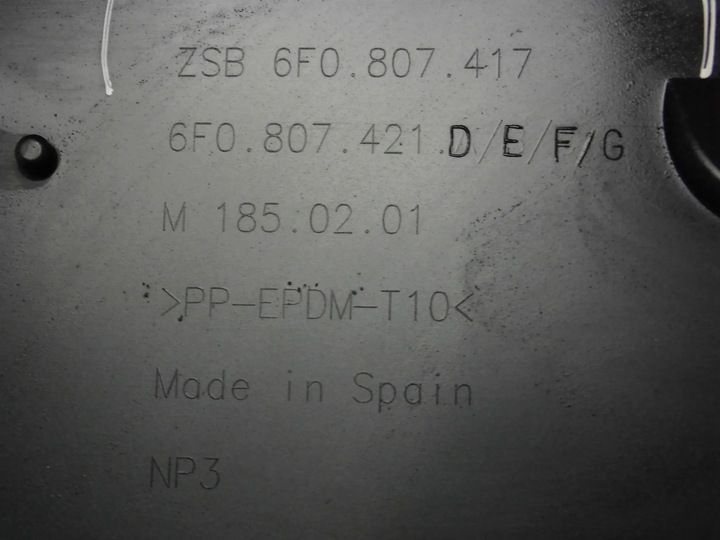 ZSB 6F0.807.417
6F0.807.421.D/E/F/G
M 185.02.01
>PP-EPDM-T10<
Made in Spain
NP3